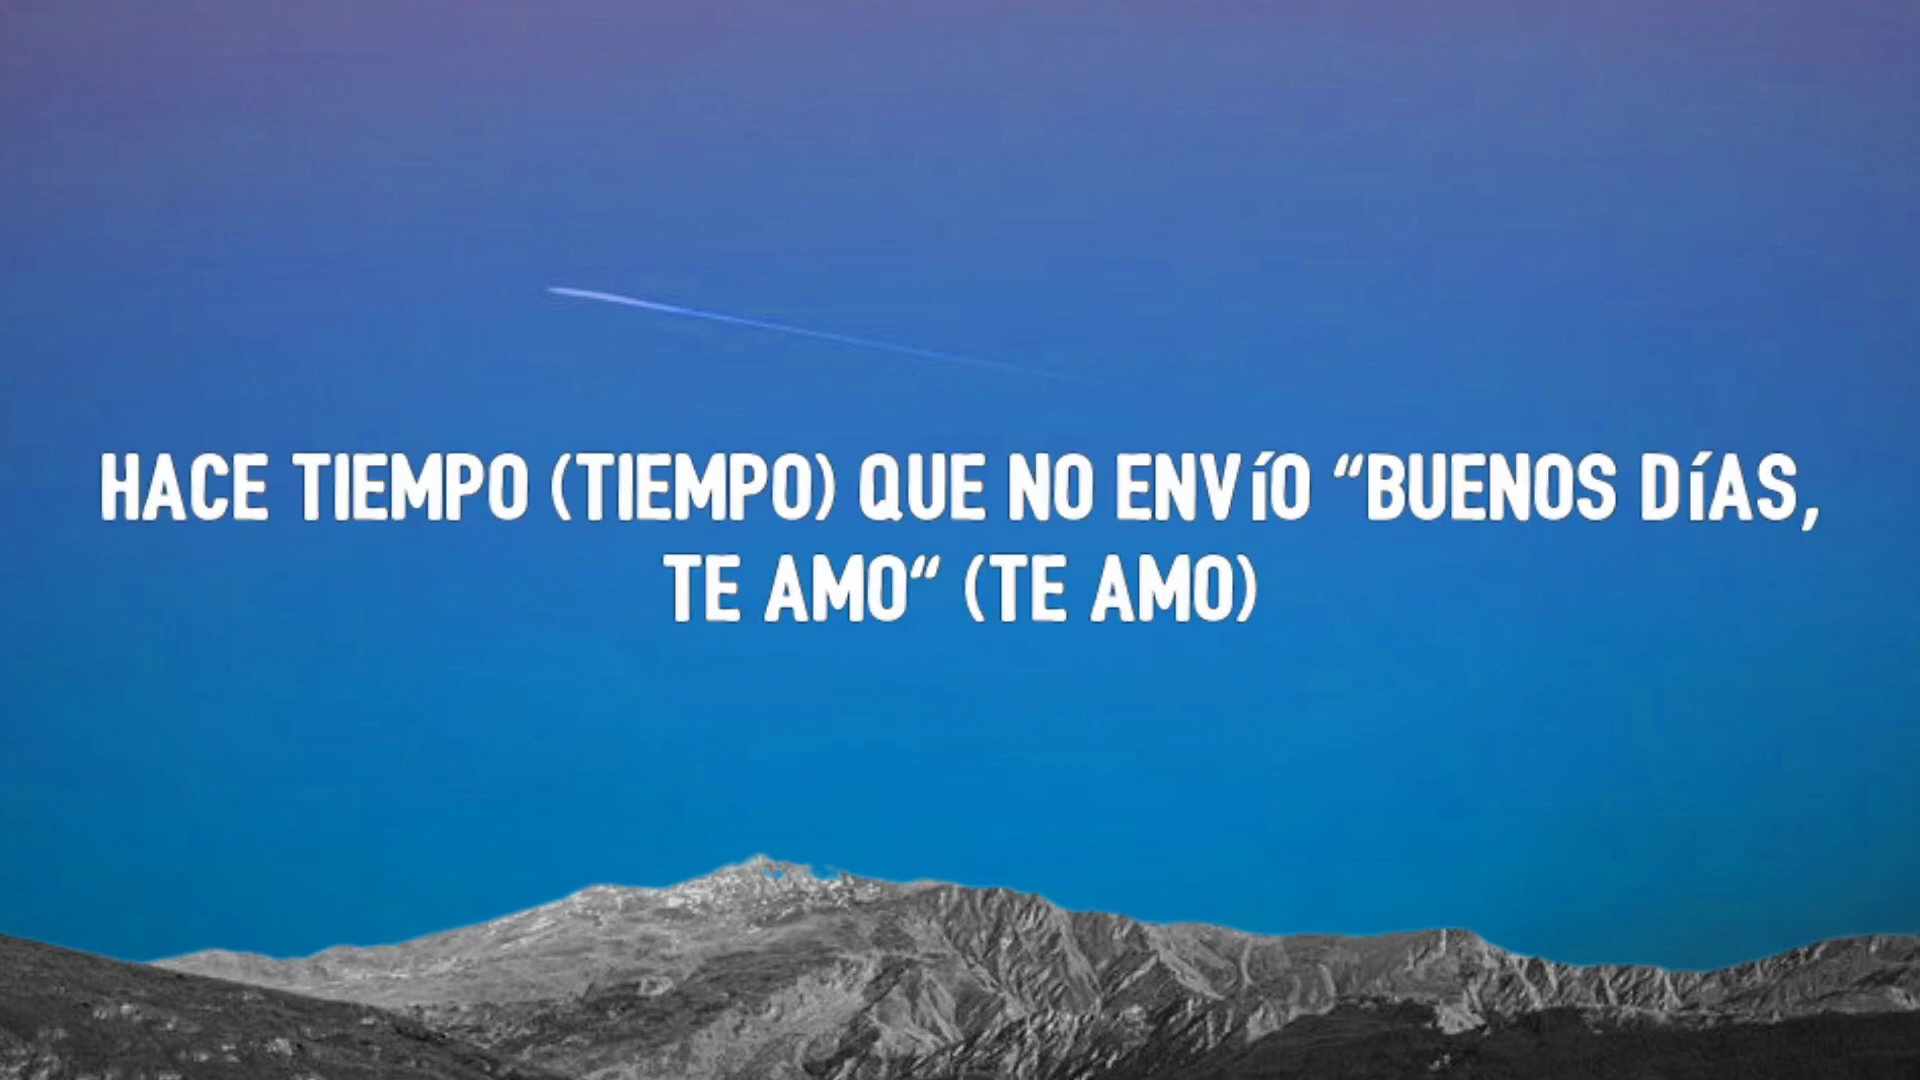 HACE TIEMPO (TIEMPO) QUE NO ENVíO “BUENOS DíAS,
TE AMO“ (TE AMO)